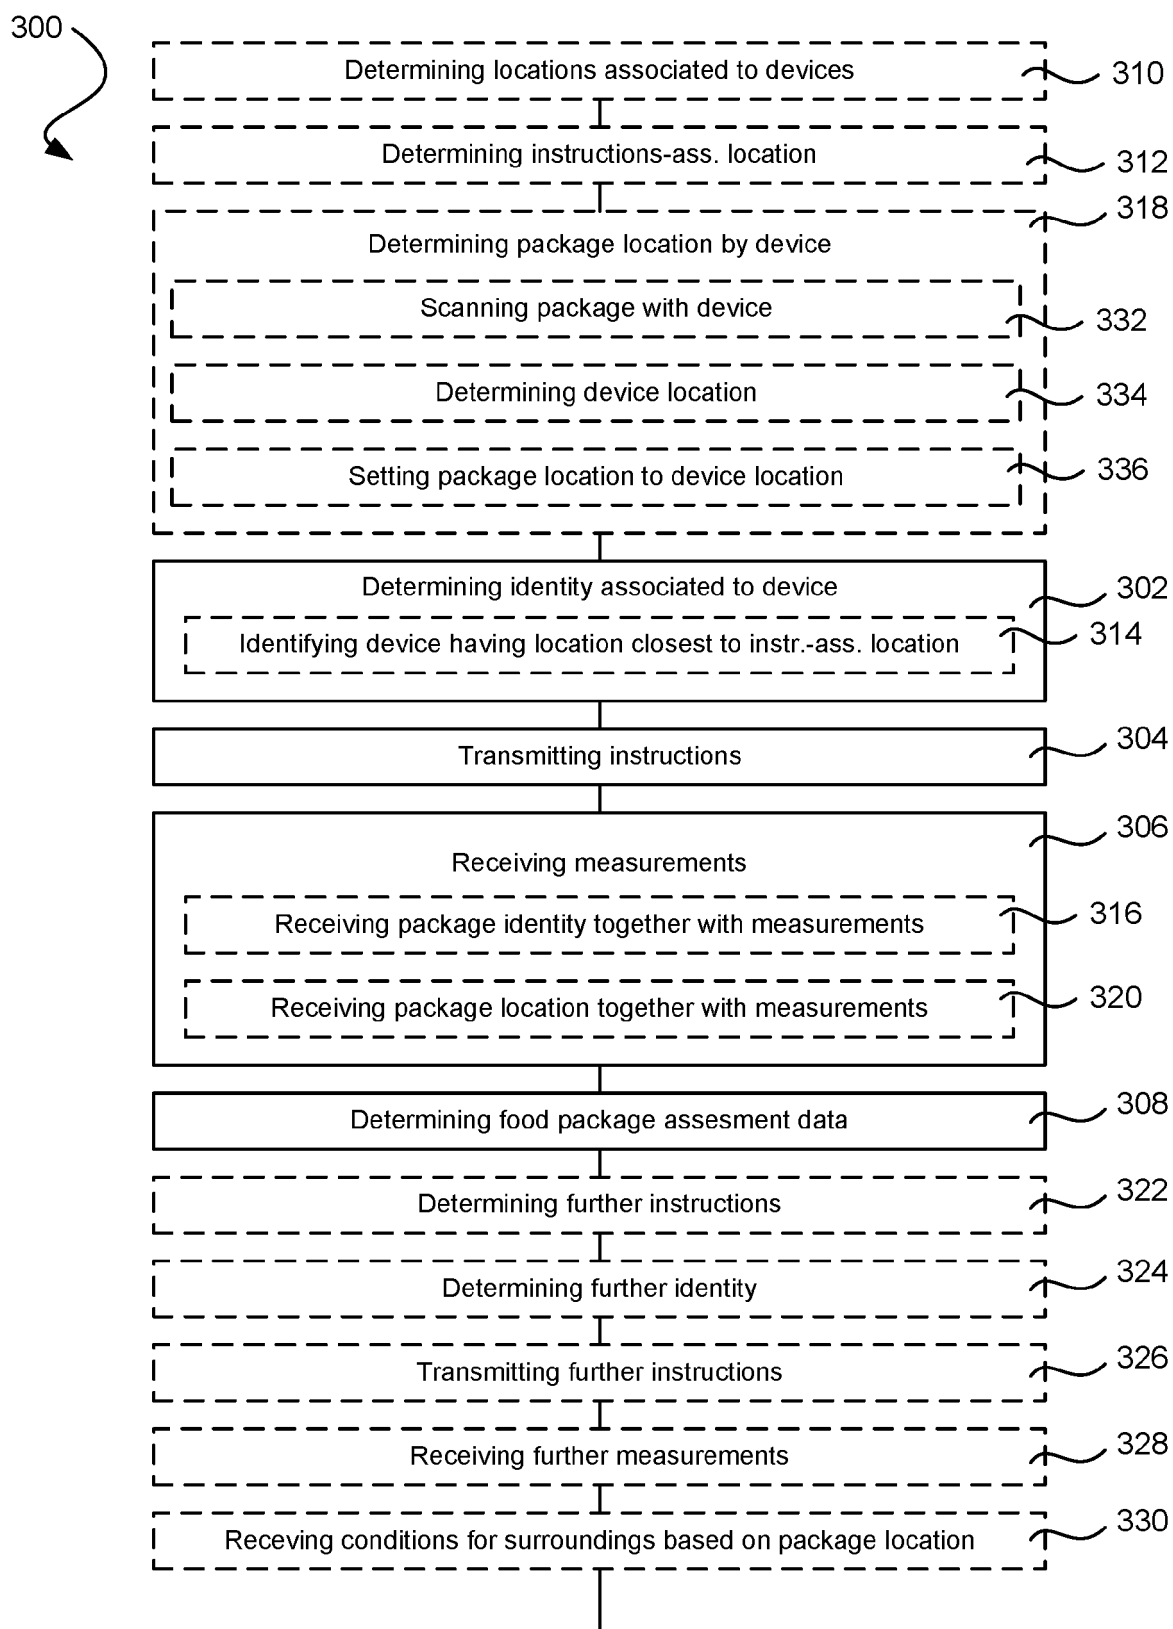 300
Determining locations associated to devices
310
Determining instructions-ass. location
312
318
Determining package location by device
Scanning package with device
332
Determining device location
334
Setting package location to device location
336
Determining identity associated to device
302
Identifying device having location closest to instr.-ass. location
314
Transmitting instructions
304
306
Receiving measurements
Receiving package identity together with measurements
316
Receiving package location together with measurements
320
Determining food package assesment data
308
Determining further instructions
322
Determining further identity
324
Transmitting further instructions
326
Receiving further measurements
328
Receving conditions for surroundings based on package location
330